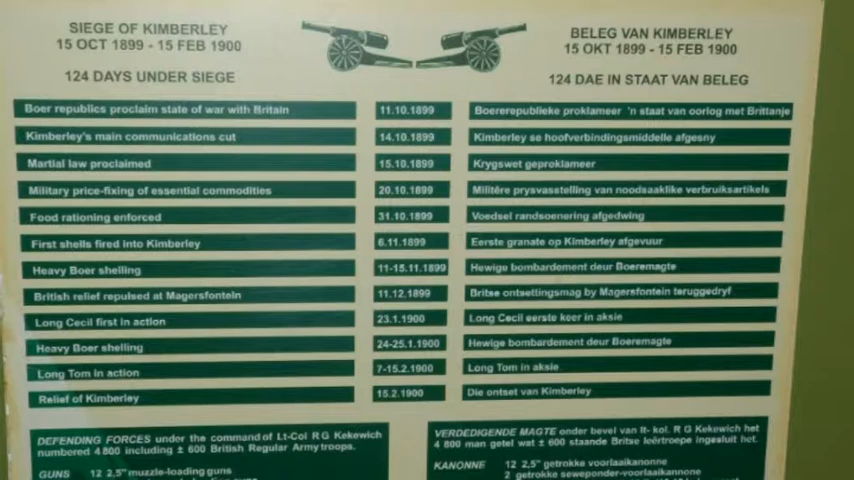 SIEGE OF KIMBERLEY
15 OCT 1899 - 15 FEB 1900
124 DAYS UNDER SIEGE
BELEG VAN KIMBERLEY
15 OKT 1899 - 15 FEB 1900
124 DAE IN STAAT VAN BELEG
Boer republics proclaim state of war with Britain 11.10.1899 Boererepublieke proklameer 'n staat van oorlog met Brittanje
Kimberley's main communications cut 14.10.1899 Kimberley se hoofverbindingsmiddelle afgesny
Martial law proclaimed 15.10.1899 Krygswet geproklameer
Military price-fixing of essential commodities 20.10.1899 Militêre prysvasstelling van noodsaaklike verbruiksartikels
Food rationing enforced 31.10.1899 Voedsel randsoenering afgedwing
First shells fired into Kimberley 6.11.1899 Eerste granate op Kimberley afgevuur
Heavy Boer shelling 11-15.11.1899 Hewige bombardement deur Boeremagte
British relief repulsed at Magersfontein 11.12.1899 Britse ontsettingsmag by Magersfontein teruggedryf
Long Cecil first in action 23.1.1900 Long Cecil eerste keer in aksie
Heavy Boer shelling 24-25.1.1900 Hewige bombardement deur Boeremagte
Long Tom in action 7-15.2.1900 Long Tom in aksie
Relief of Kimberley 15.2.1900 Die ontset van Kimberley
DEFENDING FORCES under the command of Lt-Col R G Kekewich
numbered 4 800 including ± 600 British Regular Army troops.
GUNS 12 2,5" muzzle-loading guns
VERDEDIGENDE MAGTE onder bevel van lt- kol. R G Kekewich het
4 800 man getel wat ± 600 staande Britse leërtroepe ingesluit het.
KANONNE 12 2,5" getrokke voorlaaikanonne
2 getrokke seweponder-voorlaaikanonne